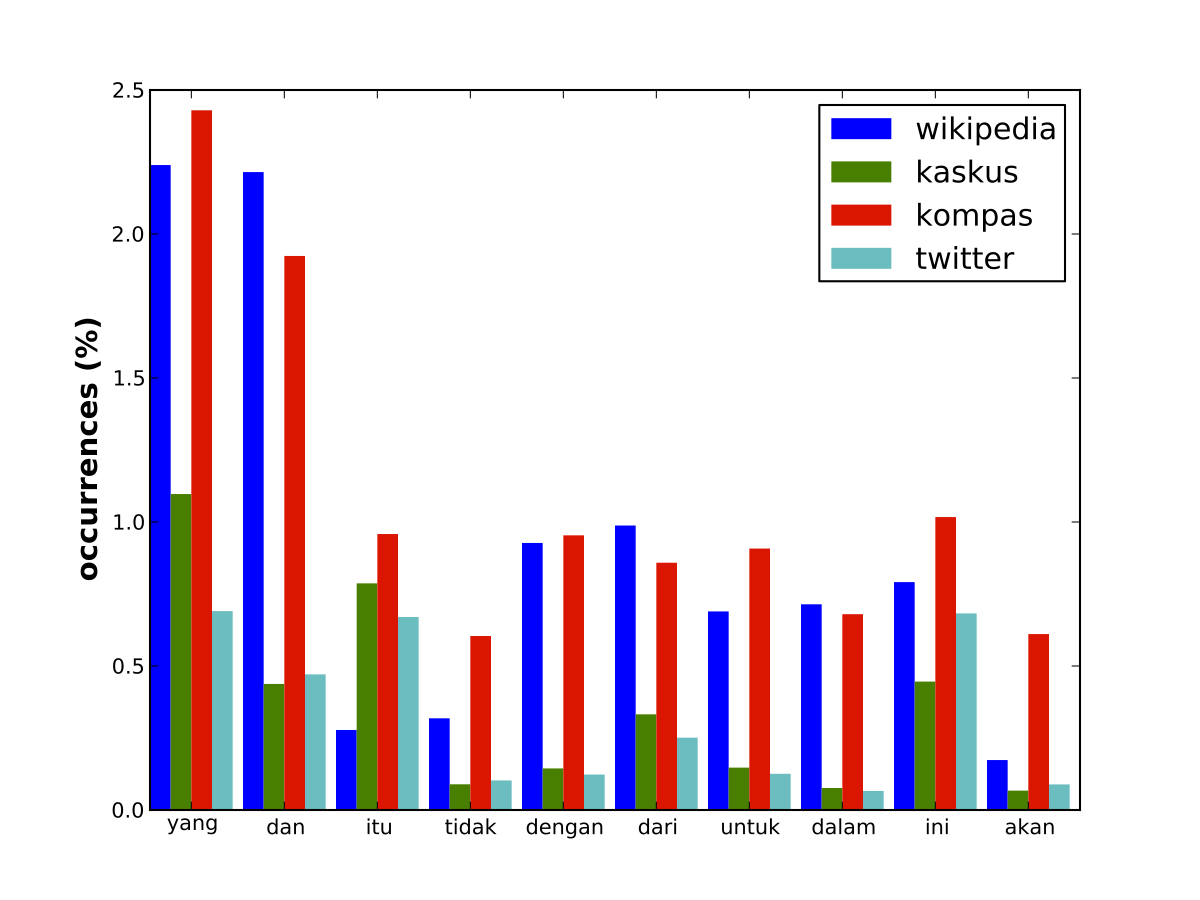 2.5
2.0
1.5
1.0
0.5
0.0
occurrences (%)
wikipedia
kaskus
kompas
twitter
yang dan itu tidak dengan dari untuk dalam ini akan